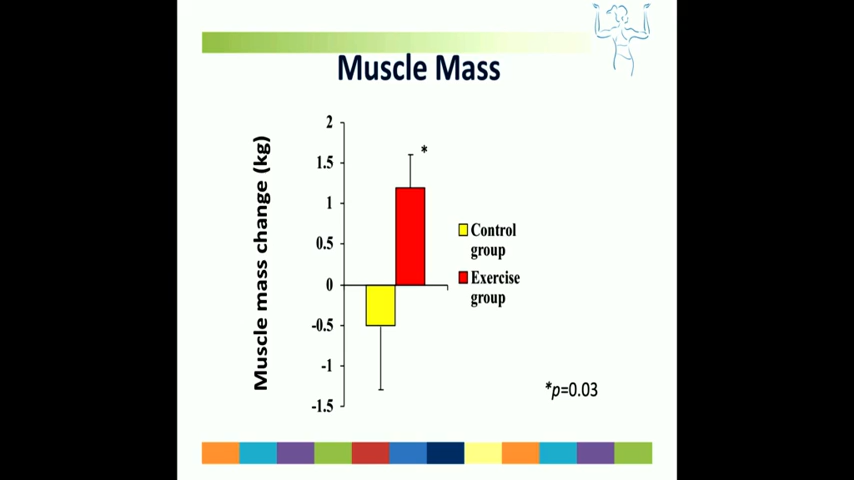 Muscle Mass
Muscle mass change (kg)
2
1.5
1
0.5
0
-0.5
-1
-1.5
*
Control
group
Exercise
group
*p=0.03